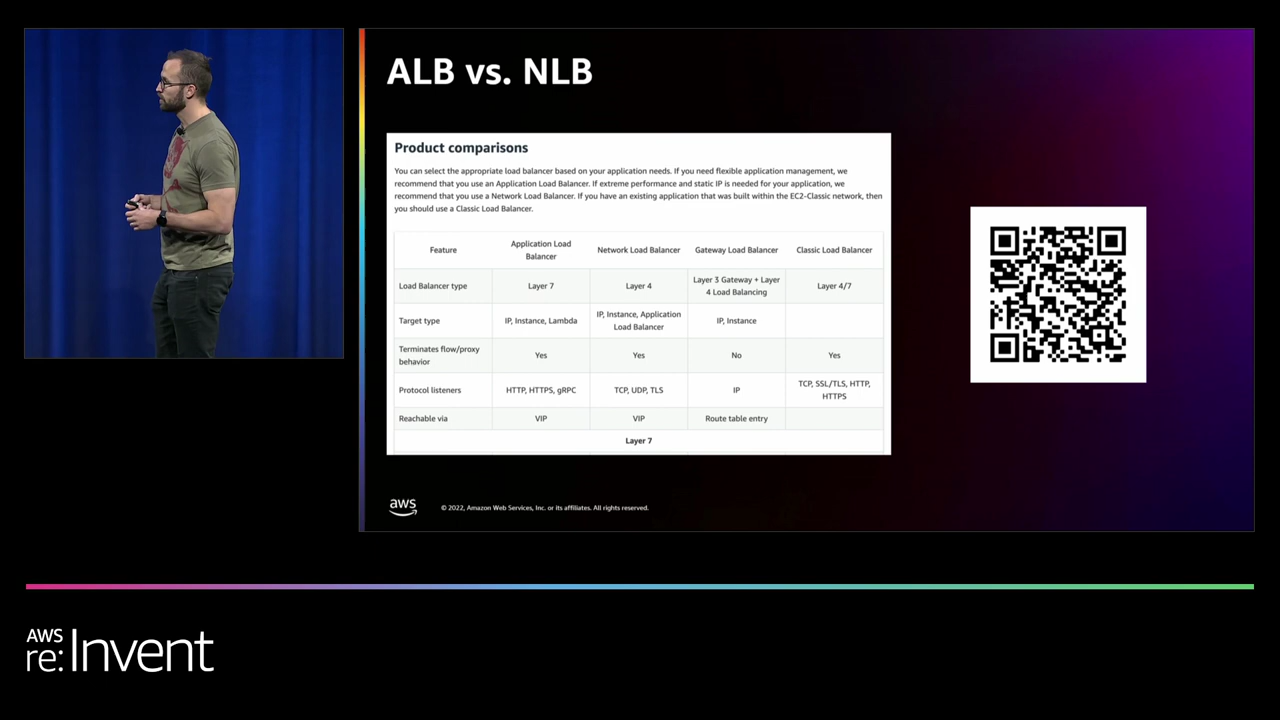 ALB vs. NLB
Product comparisons
You can select the appropriate load balancer based on your application needs. If you need flexible application management, we
recommend that you use an Application Load Balancer. If extreme performance and static IP is needed for your application, we
recommend that you use a Network Load Balancer. If you have an existing application that was built within the EC2-Classic network, then
you should use a Classic Load Balancer.
Feature
Application Load
Balancer
Network Load Balancer
Gateway Load Balancer
Classic Load Balancer
Load Balancer type
Layer 7
Layer 4
Layer 3 Gateway + Layer
4 Load Balancing
Layer 4/7
Target type
IP, Instance, Lambda
IP, Instance, Application
Load Balancer
IP, Instance
Terminates flow/proxy
behavior
Yes
Yes
No
Yes
Protocol listeners
HTTP, HTTPS, gRPC
TCP, UDP, TLS
IP
TCP, SSL/TLS, HTTP,
HTTPS
Reachable via
VIP
VIP
Route table entry
Layer 7
aws
© 2022, Amazon Web Services, Inc. or its affiliates. All rights reserved.
AWS
re:Invent